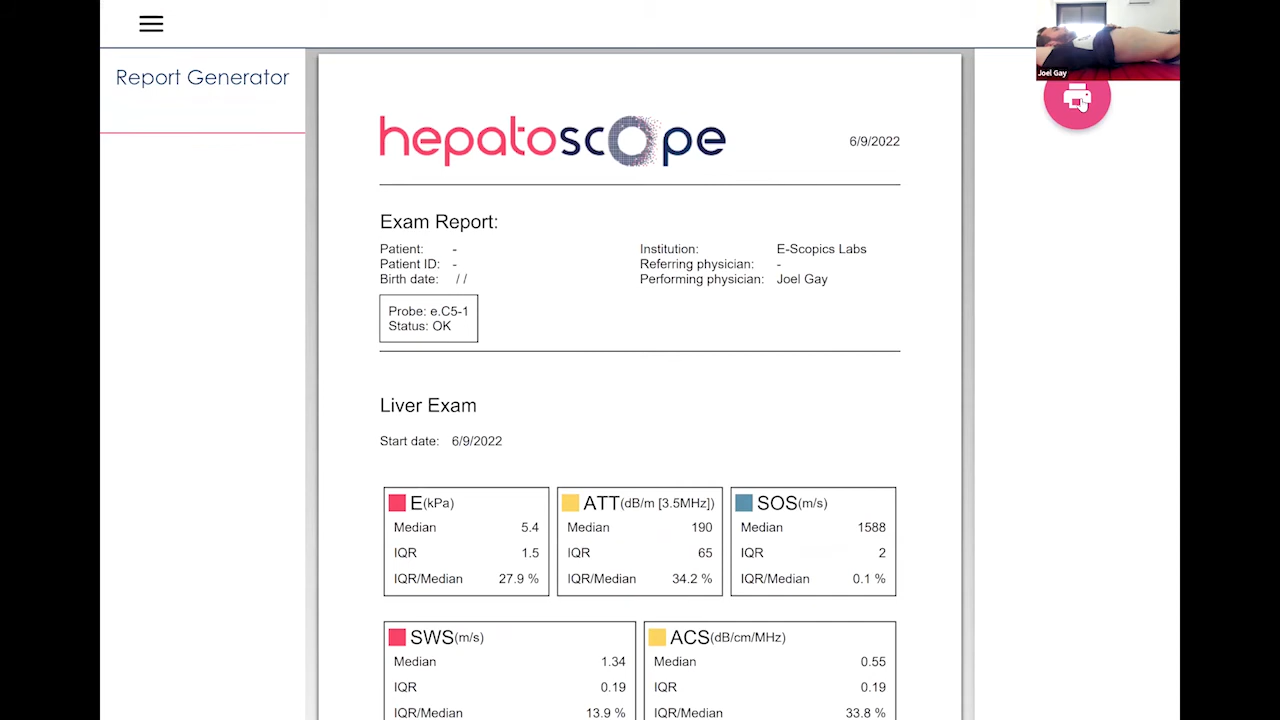 Joel Gay
Report Generator
hepatoscope
6/9/2022
Exam Report:
Patient: -
Institution: E-Scopics Labs
Patient ID: -
Referring physician: -
Birth date: / /
Performing physician: Joel Gay
Probe: e.C5-1
Status: OK
Liver Exam
Start date: 6/9/2022
E(kPa)
Median 5.4
IQR 1.5
IQR/Median 27.9 %
ATT(dB/m [3.5MHz])
Median 190
IQR 65
IQR/Median 34.2 %
SOS(m/s)
Median 1588
IQR 2
IQR/Median 0.1 %
SWS(m/s)
Median 1.34
IQR 0.19
IQR/Median 13.9 %
ACS(dB/cm/MHz)
Median 0.55
IQR 0.19
IQR/Median 33.8 %